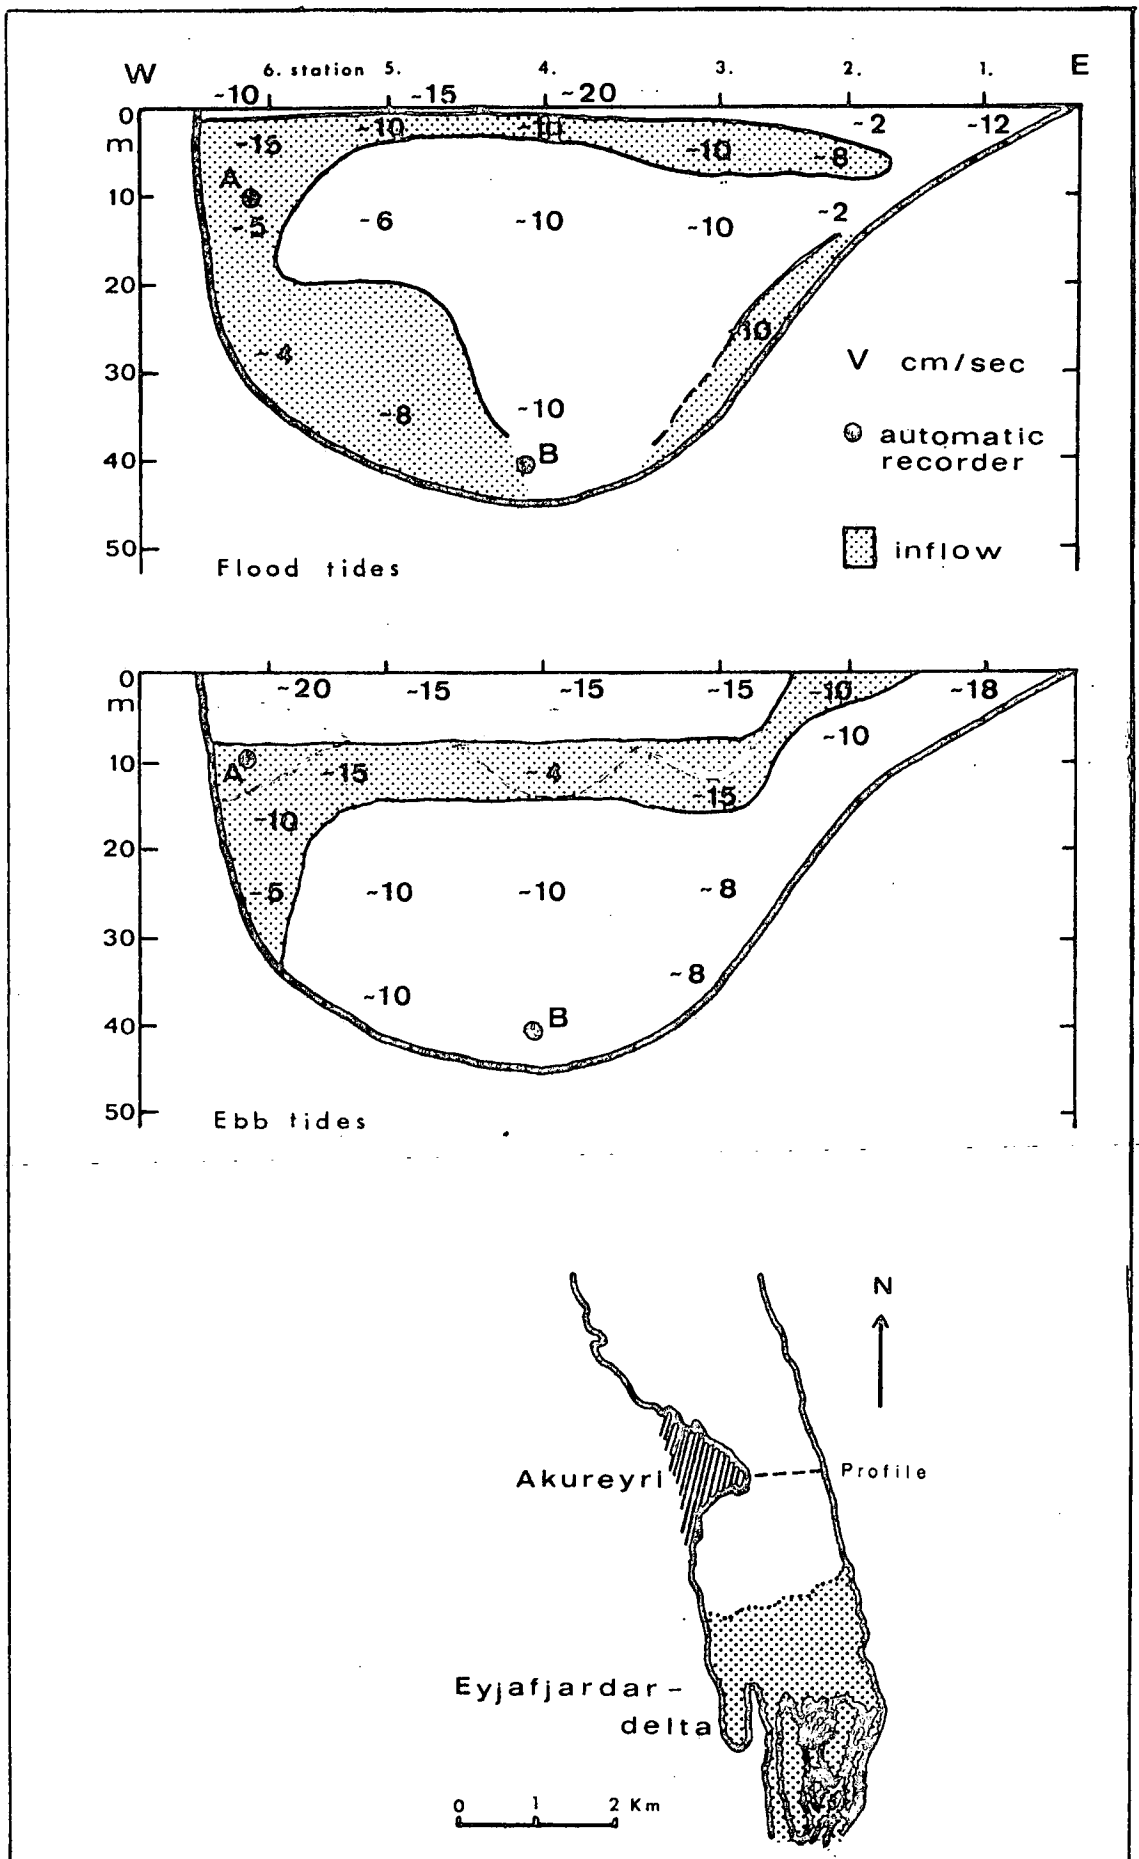 W 6. station 5. 4. 3. 2. 1. E
~10 ~15 ~20
0 ~2 ~12
m ~15 ~10 ~10 ~10 ~8
A
10 ~5 ~6 ~10 ~10 ~2
20
~4 ~10
30 V cm/sec
~8 ~10
automatic
recorder
40 B
50
inflow
Flood tides
0 ~20 ~15 ~15 ~15 ~10 ~18
m ~10
10 A ~15 ~4 ~15
~10
20
~5 ~10 ~10 ~8
30
~10 ~8
40 B
50
Ebb tides
N
Akureyri Profile
Eyjafjardar-
delta
0 1 2 Km